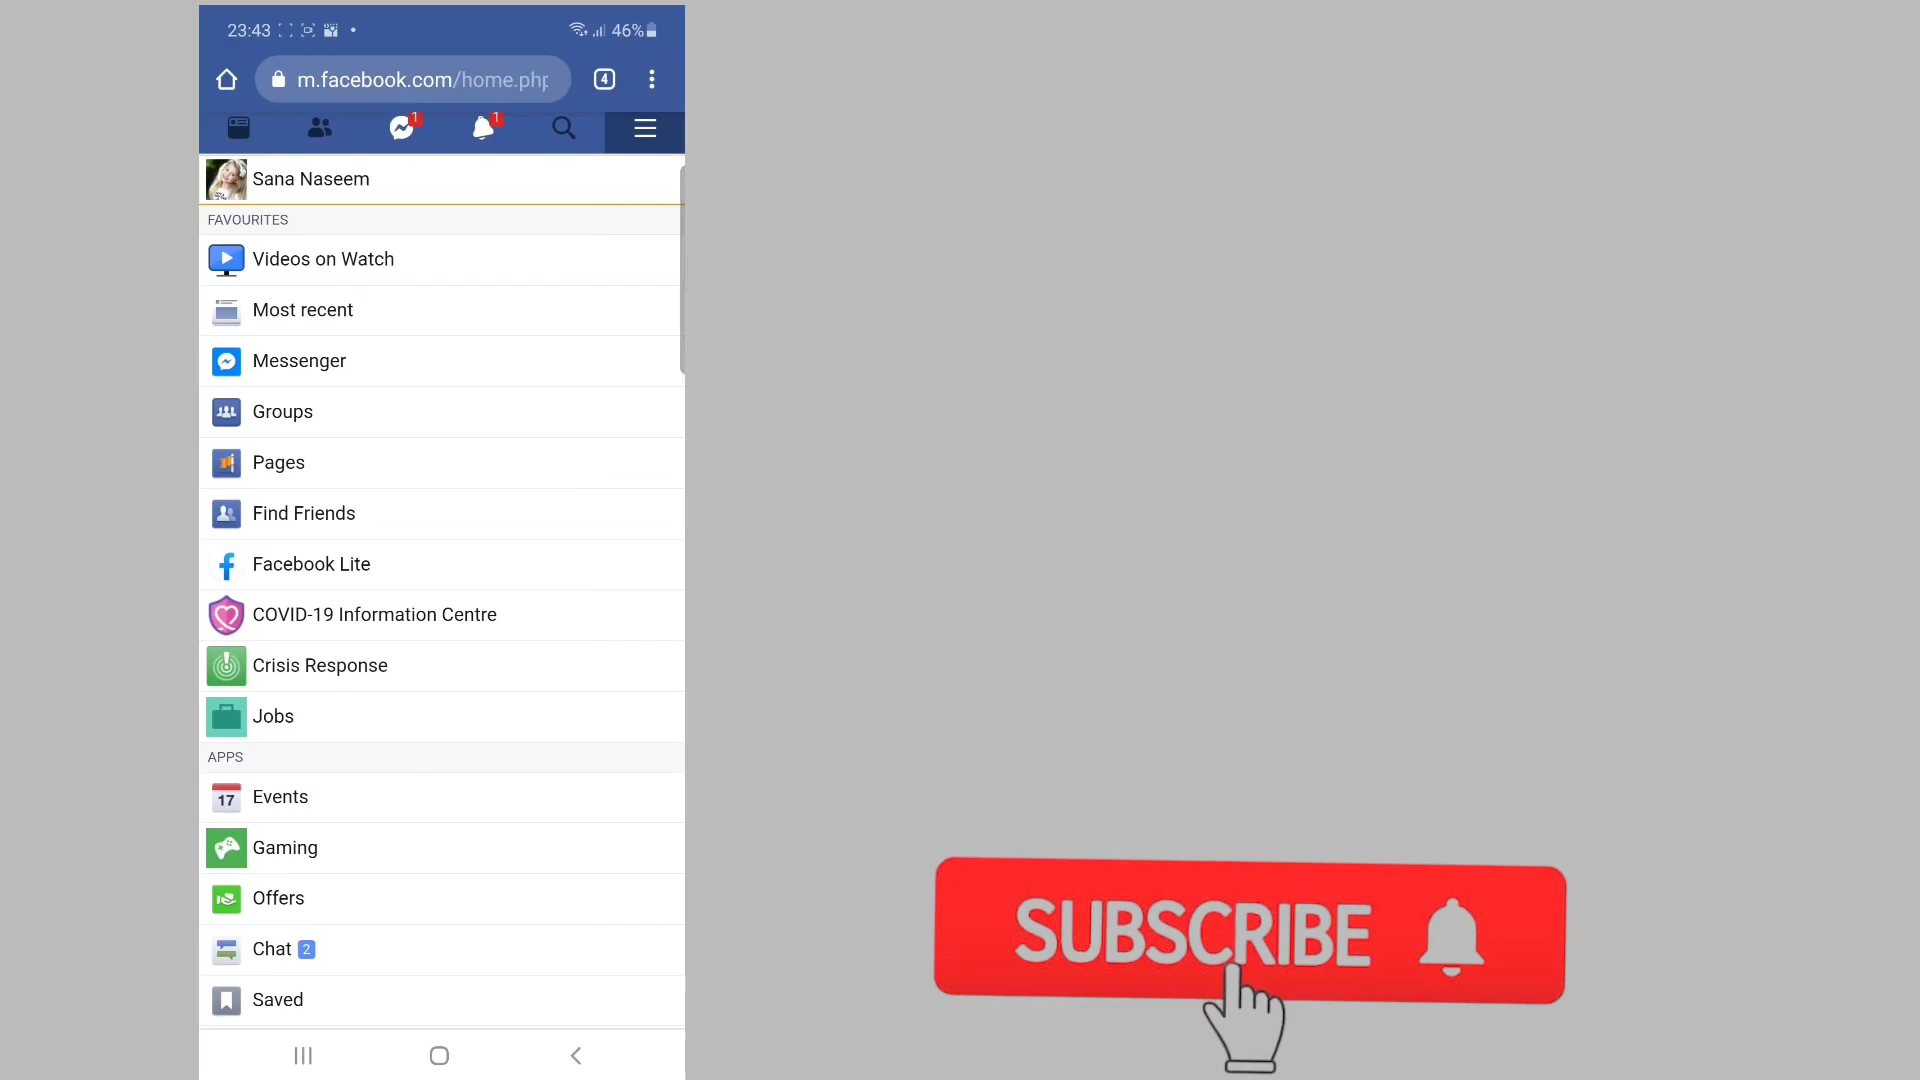 23:43 46%
m.facebook.com/home.php
4
1 1
Sana Naseem
FAVOURITES
Videos on Watch
Most recent
Messenger
Groups
Pages
Find Friends
Facebook Lite
COVID-19 Information Centre
Crisis Response
Jobs
APPS
17 Events
Gaming
Offers
Chat 2
Saved
SUBSCRIBE